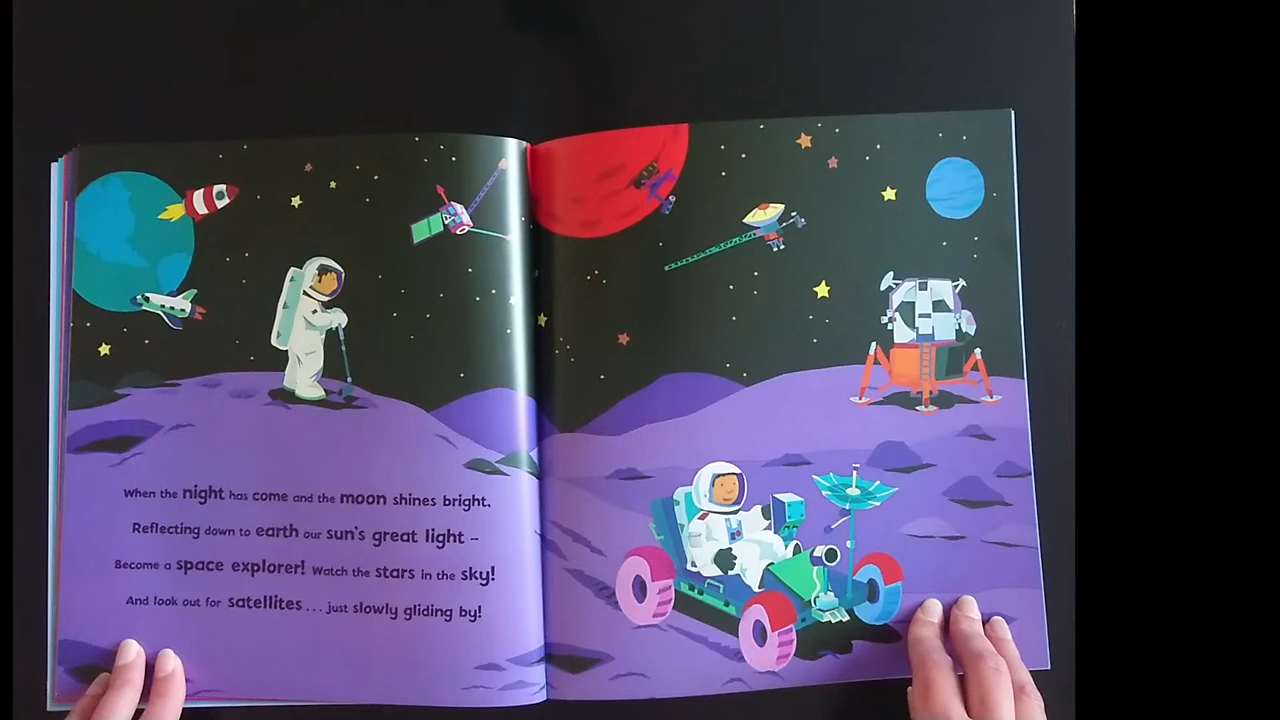 When the night has come and the moon shines bright,
Reflecting down to earth our sun's great light –
Become a space explorer! Watch the stars in the sky!
And look out for satellites . . . just slowly gliding by!